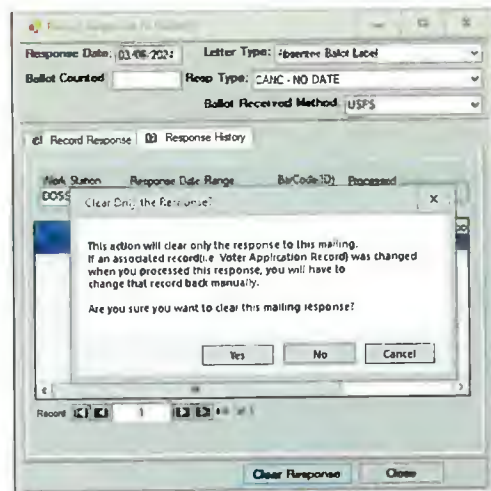 Response Date: 03/06/2024 Letter Type: Absentee Ballot Label
Ballot Counted Resp Type: CANC - NO DATE
Ballot Received Method USPS
Record Response Response History
Work Station Response Date Range BarCode ID) Processed
Clear Only the Response?
This action will clear only the response to this mailing.
If an associated record(i.e Voter Application Record) was changed
when you processed this response, you will have to
change that record back manually.
Are you sure you want to clear this mailing response?
Yes No Cancel
Record 1
Clear Response Close